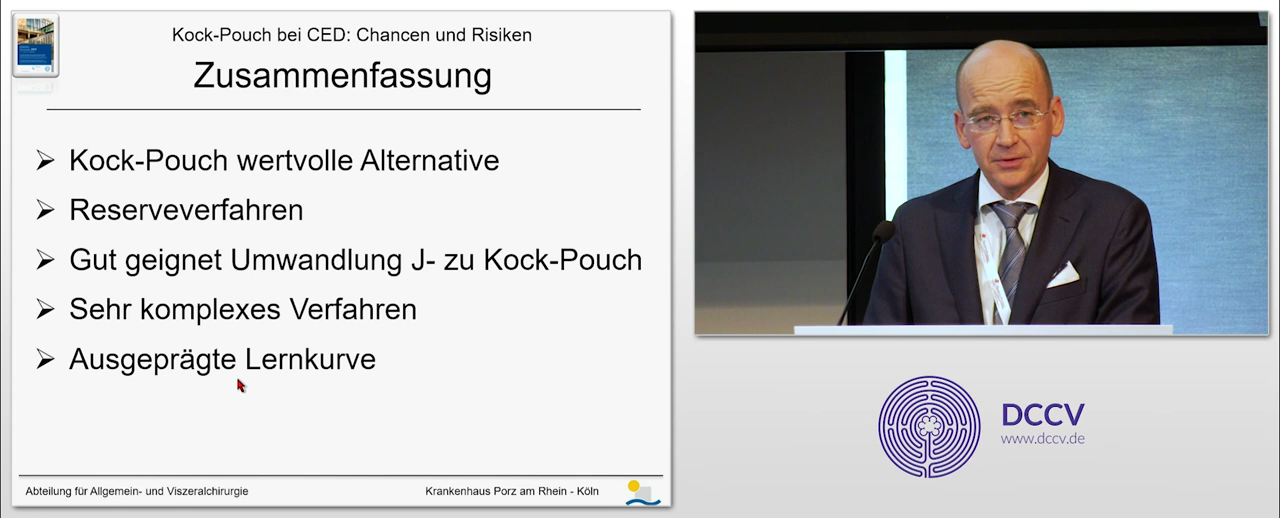 Kock-Pouch bei CED: Chancen und Risiken
Zusammenfassung
Kock-Pouch wertvolle Alternative
Reserveverfahren
Gut geignet Umwandlung J- zu Kock-Pouch
Sehr komplexes Verfahren
Ausgeprägte Lernkurve
Abteilung für Allgemein- und Viszeralchirurgie
Krankenhaus Porz am Rhein - Köln
DCCV
www.dccv.de